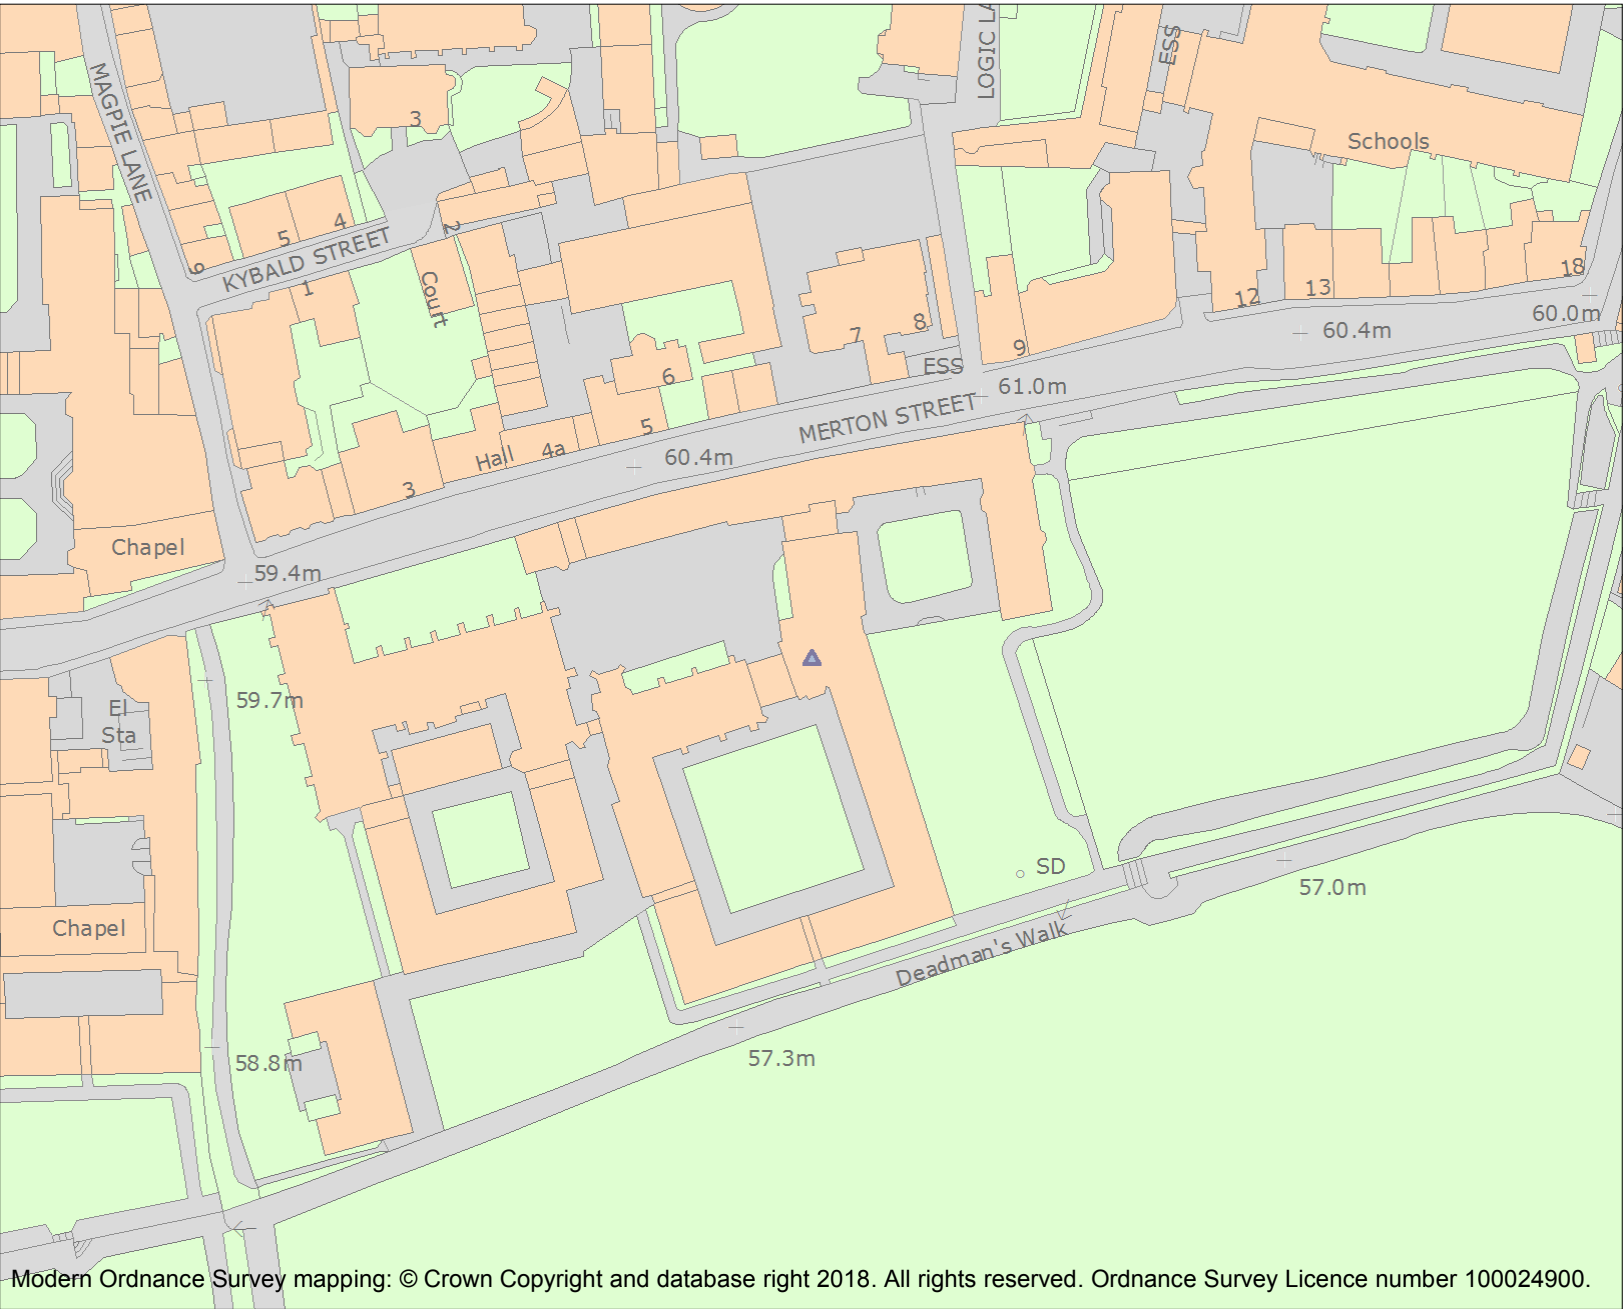 LOGIC LA
ESS
MAGPIE LANE
3
Schools
2
4
5
KYBALD STREET
1
Court
12
13
18
60.0m
60.4m
7
8
9
ESS
61.0m
6
MERTON STREET
5
4a
Hall
60.4m
3
Chapel
59.4m
59.7m
El
Sta
SD
57.0m
Chapel
Deadman's Walk
57.3m
58.8m
Modern Ordnance Survey mapping: © Crown Copyright and database right 2018. All rights reserved. Ordnance Survey Licence number 100024900.